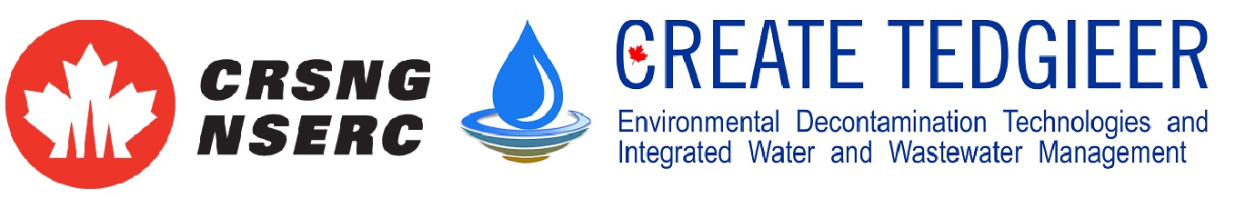 CRSNG
NSERC
CREATE TEDGIEER
Environmental Decontamination Technologies and
Integrated Water and Wastewater Management